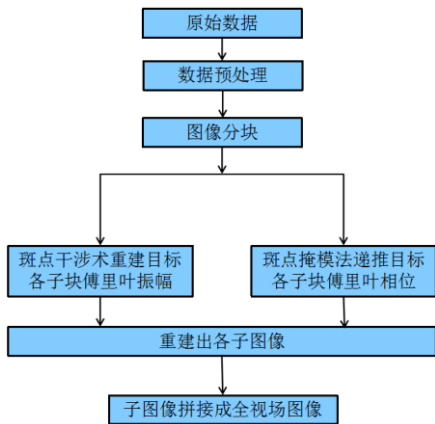 原始数据
数据预处理
图像分块
斑点干涉术重建目标
各子块傅里叶振幅
斑点掩模法递推目标
各子块傅里叶相位
重建出各子图像
子图像拼接成全视场图像